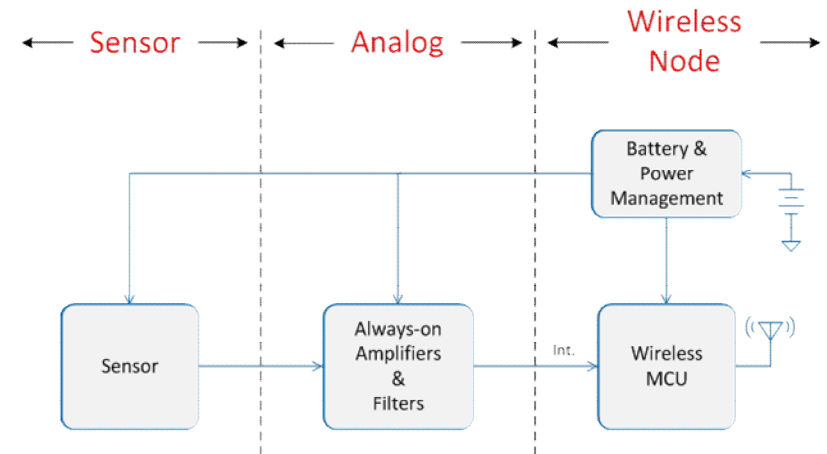 Sensor
Analog
Wireless
Node
Battery &
Power
Management
Sensor
Always-on
Amplifiers
&
Filters
Int.
Wireless
MCU